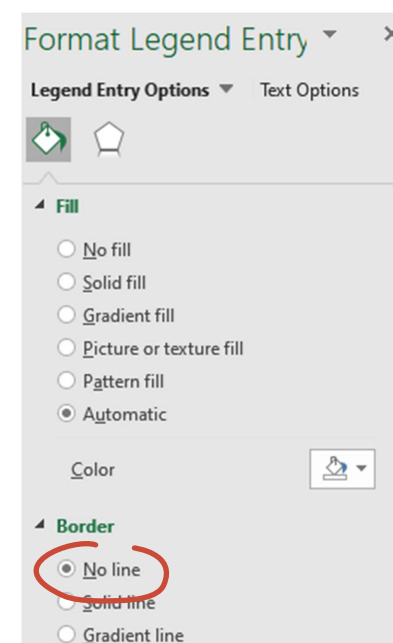 Format Legend Entry
Legend Entry Options Text Options
Fill
No fill
Solid fill
Gradient fill
Picture or texture fill
Pattern fill
Automatic
Color
Border
No line
Solid line
Gradient line